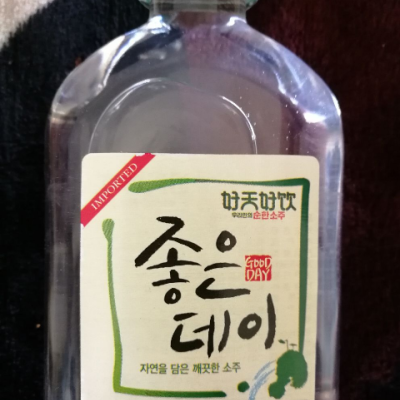 IMPORTED
好天好饮
우리만의 순한소주
좋은
GOOD
DAY
데이
자연을 담은 깨끗한 소주